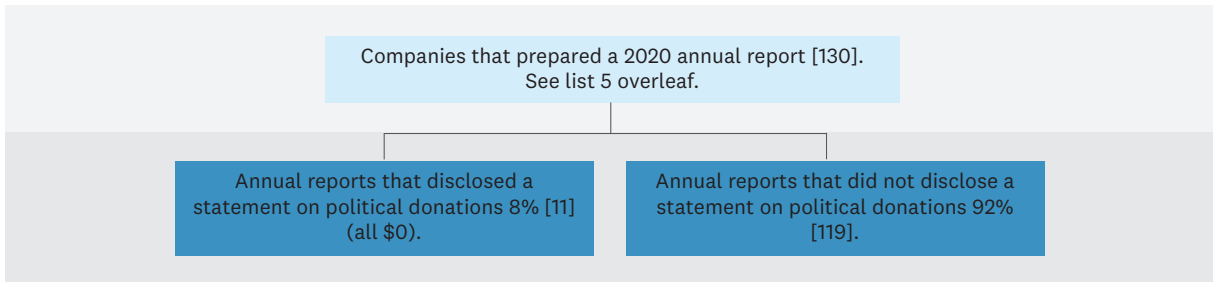 Companies that prepared a 2020 annual report [130].
See list 5 overleaf.
Annual reports that disclosed a
statement on political donations 8% [11]
(all $0).
Annual reports that did not disclose a
statement on political donations 92%
[119].